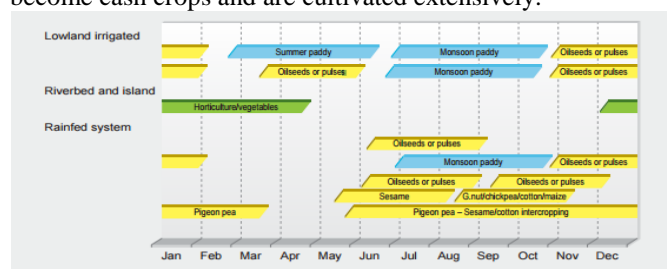 become cash crops and are cultivated extensively.
Lowland irrigated
Summer paddy Monsoon paddy Oilseeds or pulses
Oilseeds or pulses Monsoon paddy Oilseeds or pulses
Riverbed and island
Horticulture/vegetables
Rainfed system
Oilseeds or pulses
Monsoon paddy Oilseeds or pulses
Oilseeds or pulses Oilseeds or pulses
Sesame G.nut/chickpea/cotton/maize
Pigeon pea Pigeon pea – Sesame/cotton intercropping
Jan Feb Mar Apr May Jun Jul Aug Sep Oct Nov Dec